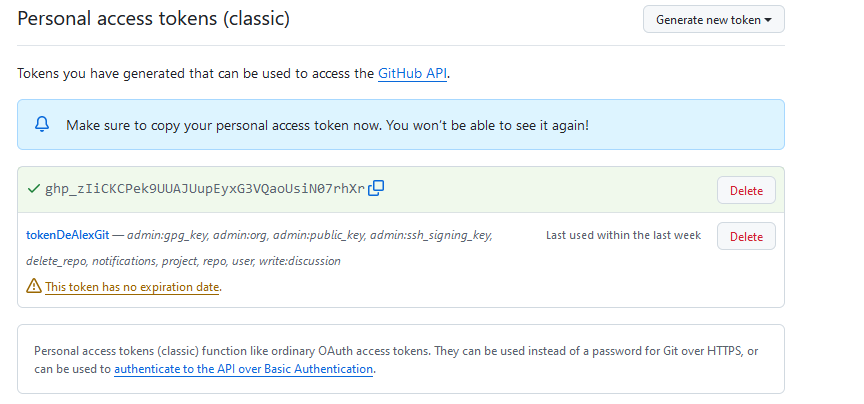 Personal access tokens (classic)
Generate new token
Tokens you have generated that can be used to access the GitHub API.
Make sure to copy your personal access token now. You won't be able to see it again!
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
Delete
tokenDeAlexGit — admin:gpg_key, admin:org, admin:public_key, admin:ssh_signing_key,
Last used within the last week
Delete
delete_repo, notifications, project, repo, user, write:discussion
This token has no expiration date.
Personal access tokens (classic) function like ordinary OAuth access tokens. They can be used instead of a password for Git over HTTPS, or
can be used to authenticate to the API over Basic Authentication.